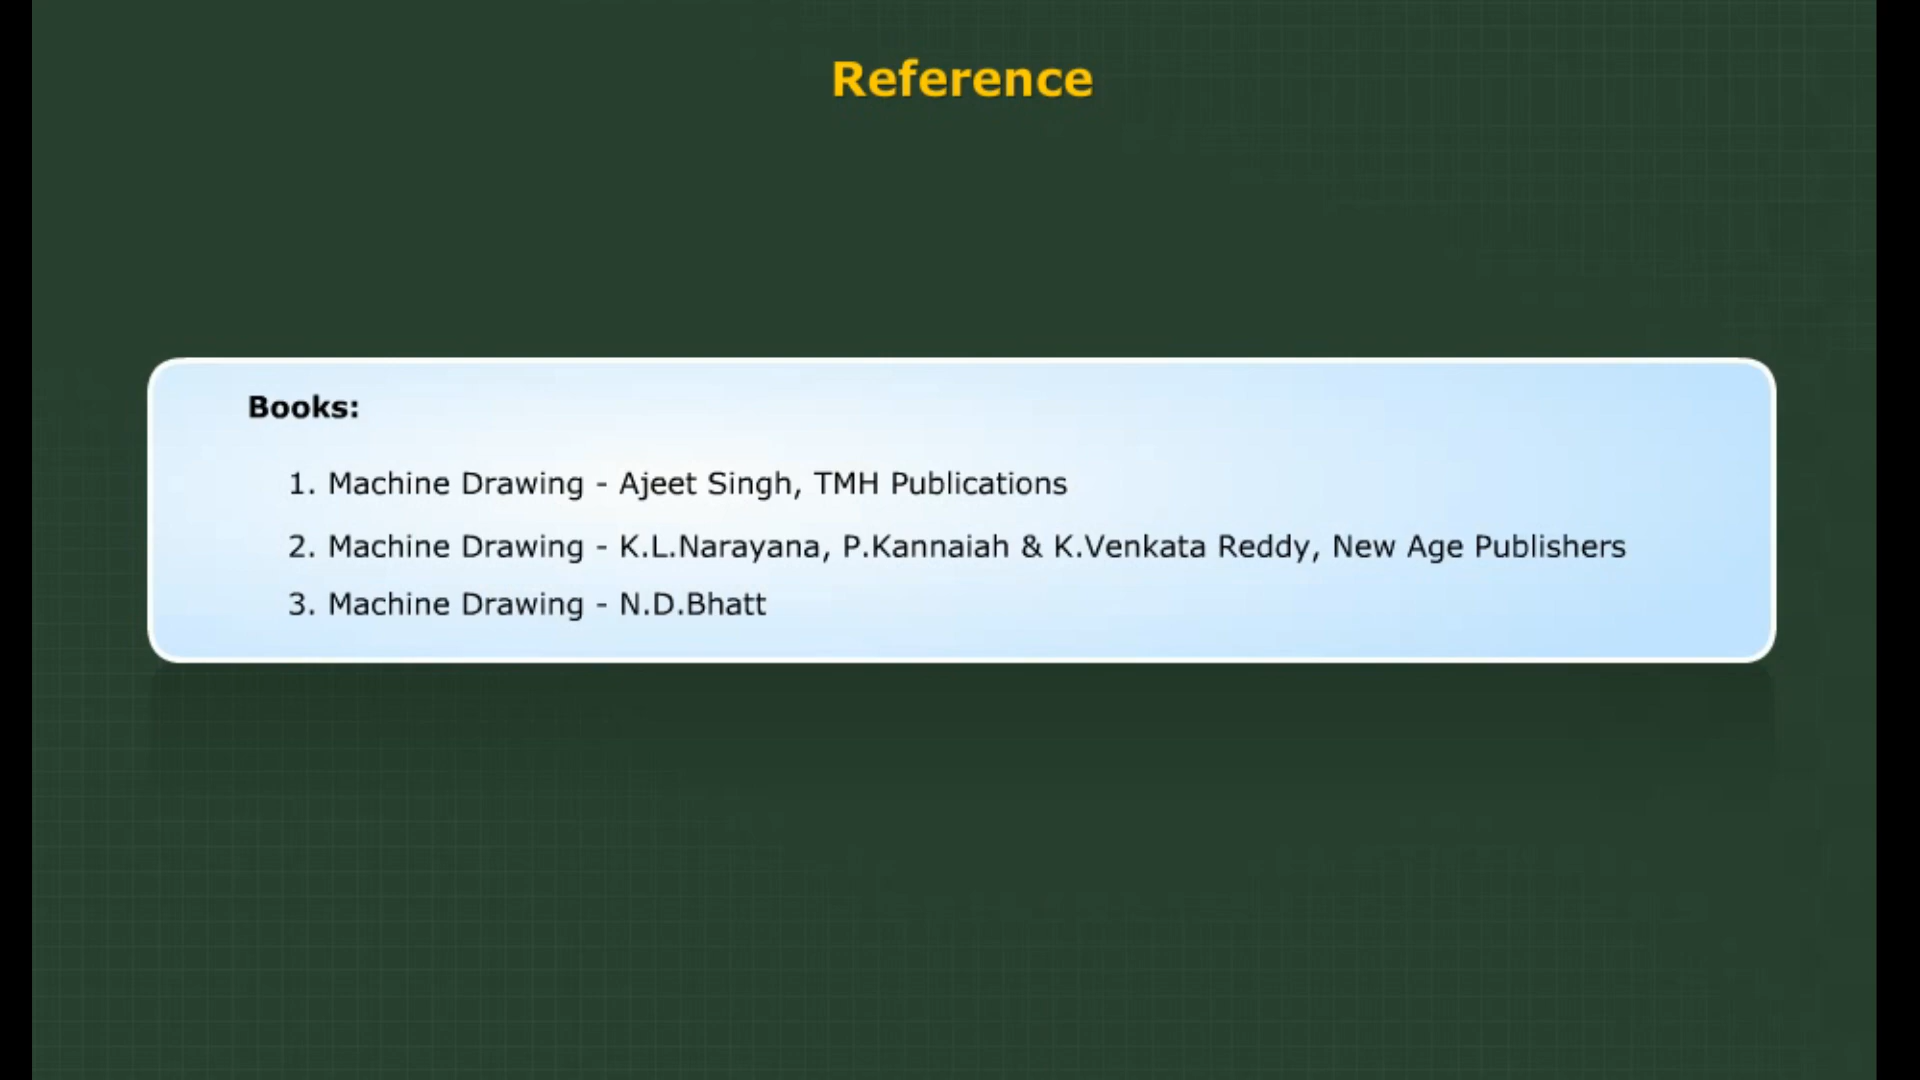 Reference
Books:
1. Machine Drawing - Ajeet Singh, TMH Publications
2. Machine Drawing - K.L.Narayana, P.Kannaiah & K.Venkata Reddy, New Age Publishers
3. Machine Drawing - N.D.Bhatt